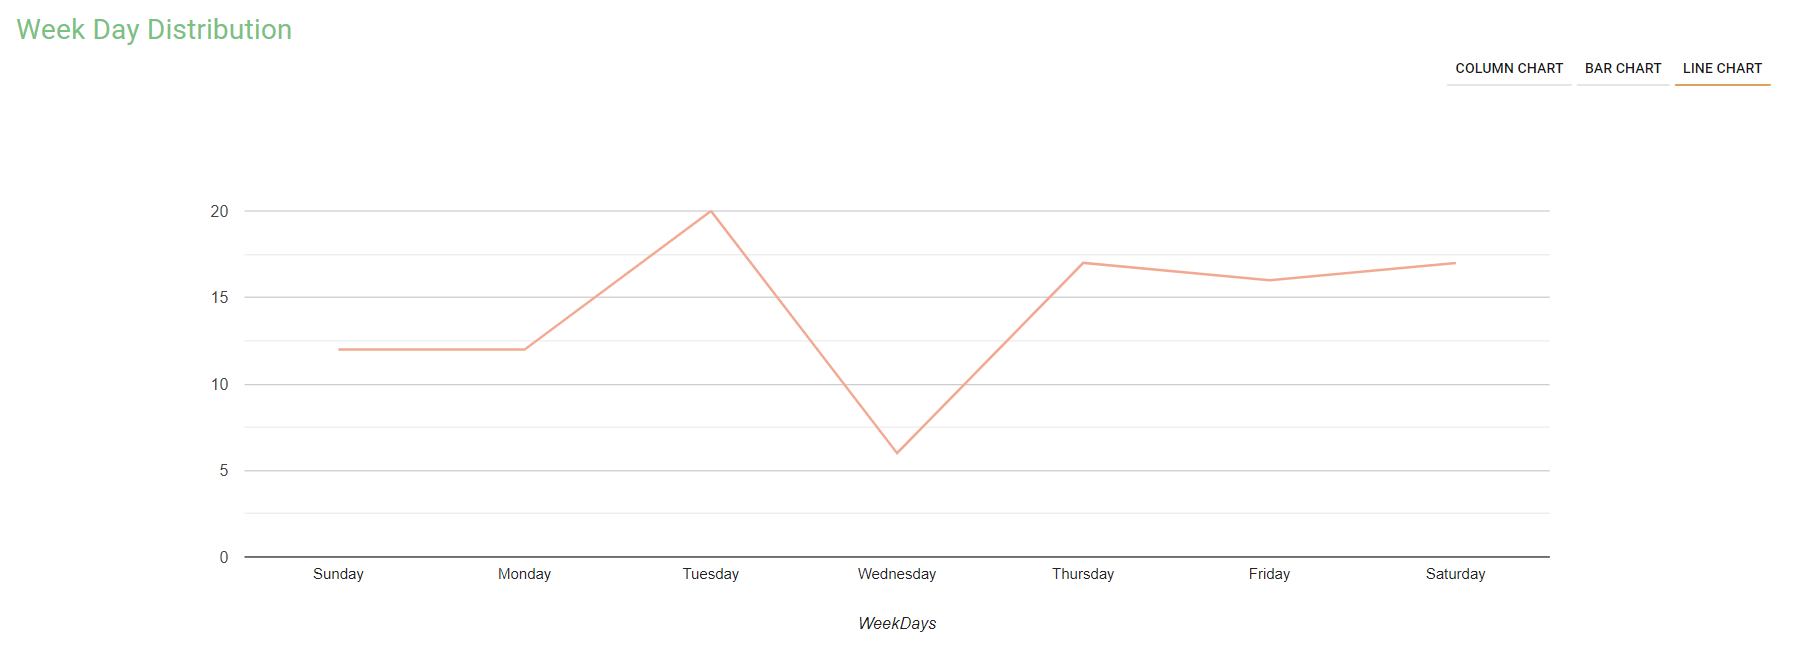 Week Day Distribution
COLUMN CHART BAR CHART LINE CHART
20
15
10
5
0
Sunday Monday Tuesday Wednesday Thursday Friday Saturday
WeekDays